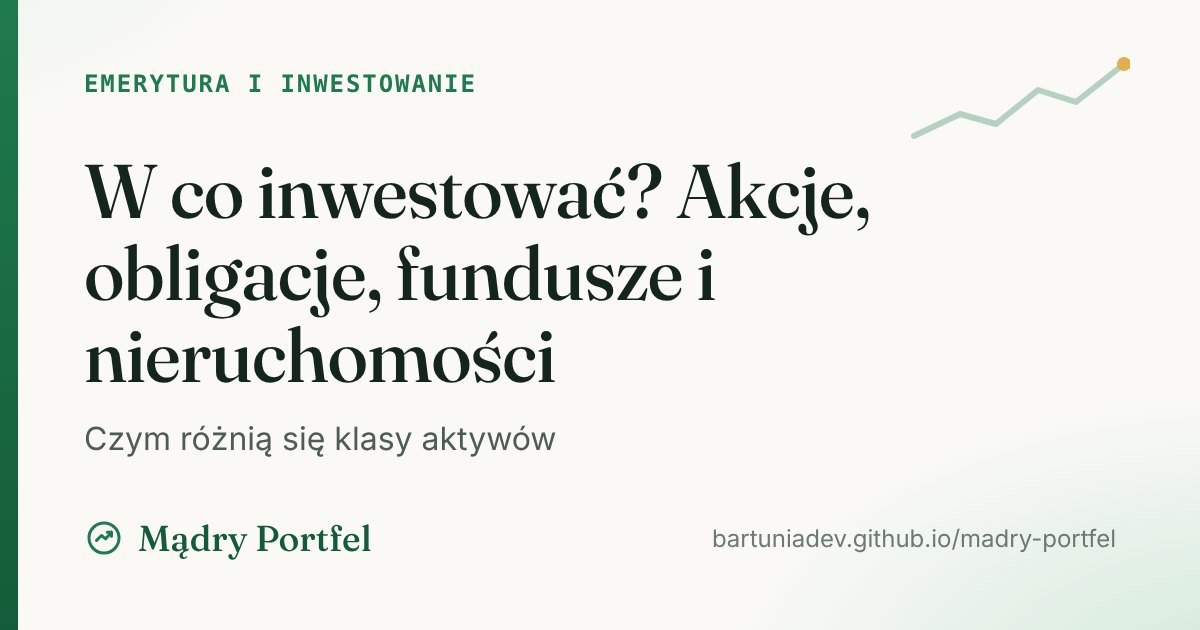 EMERYTURA I INWESTOWANIE
W co inwestować? Akcje,
obligacje, fundusze i
nieruchomości
Czym różnią się klasy aktywów
Mądry Portfel
bartuniadev.github.io/madry-portfel